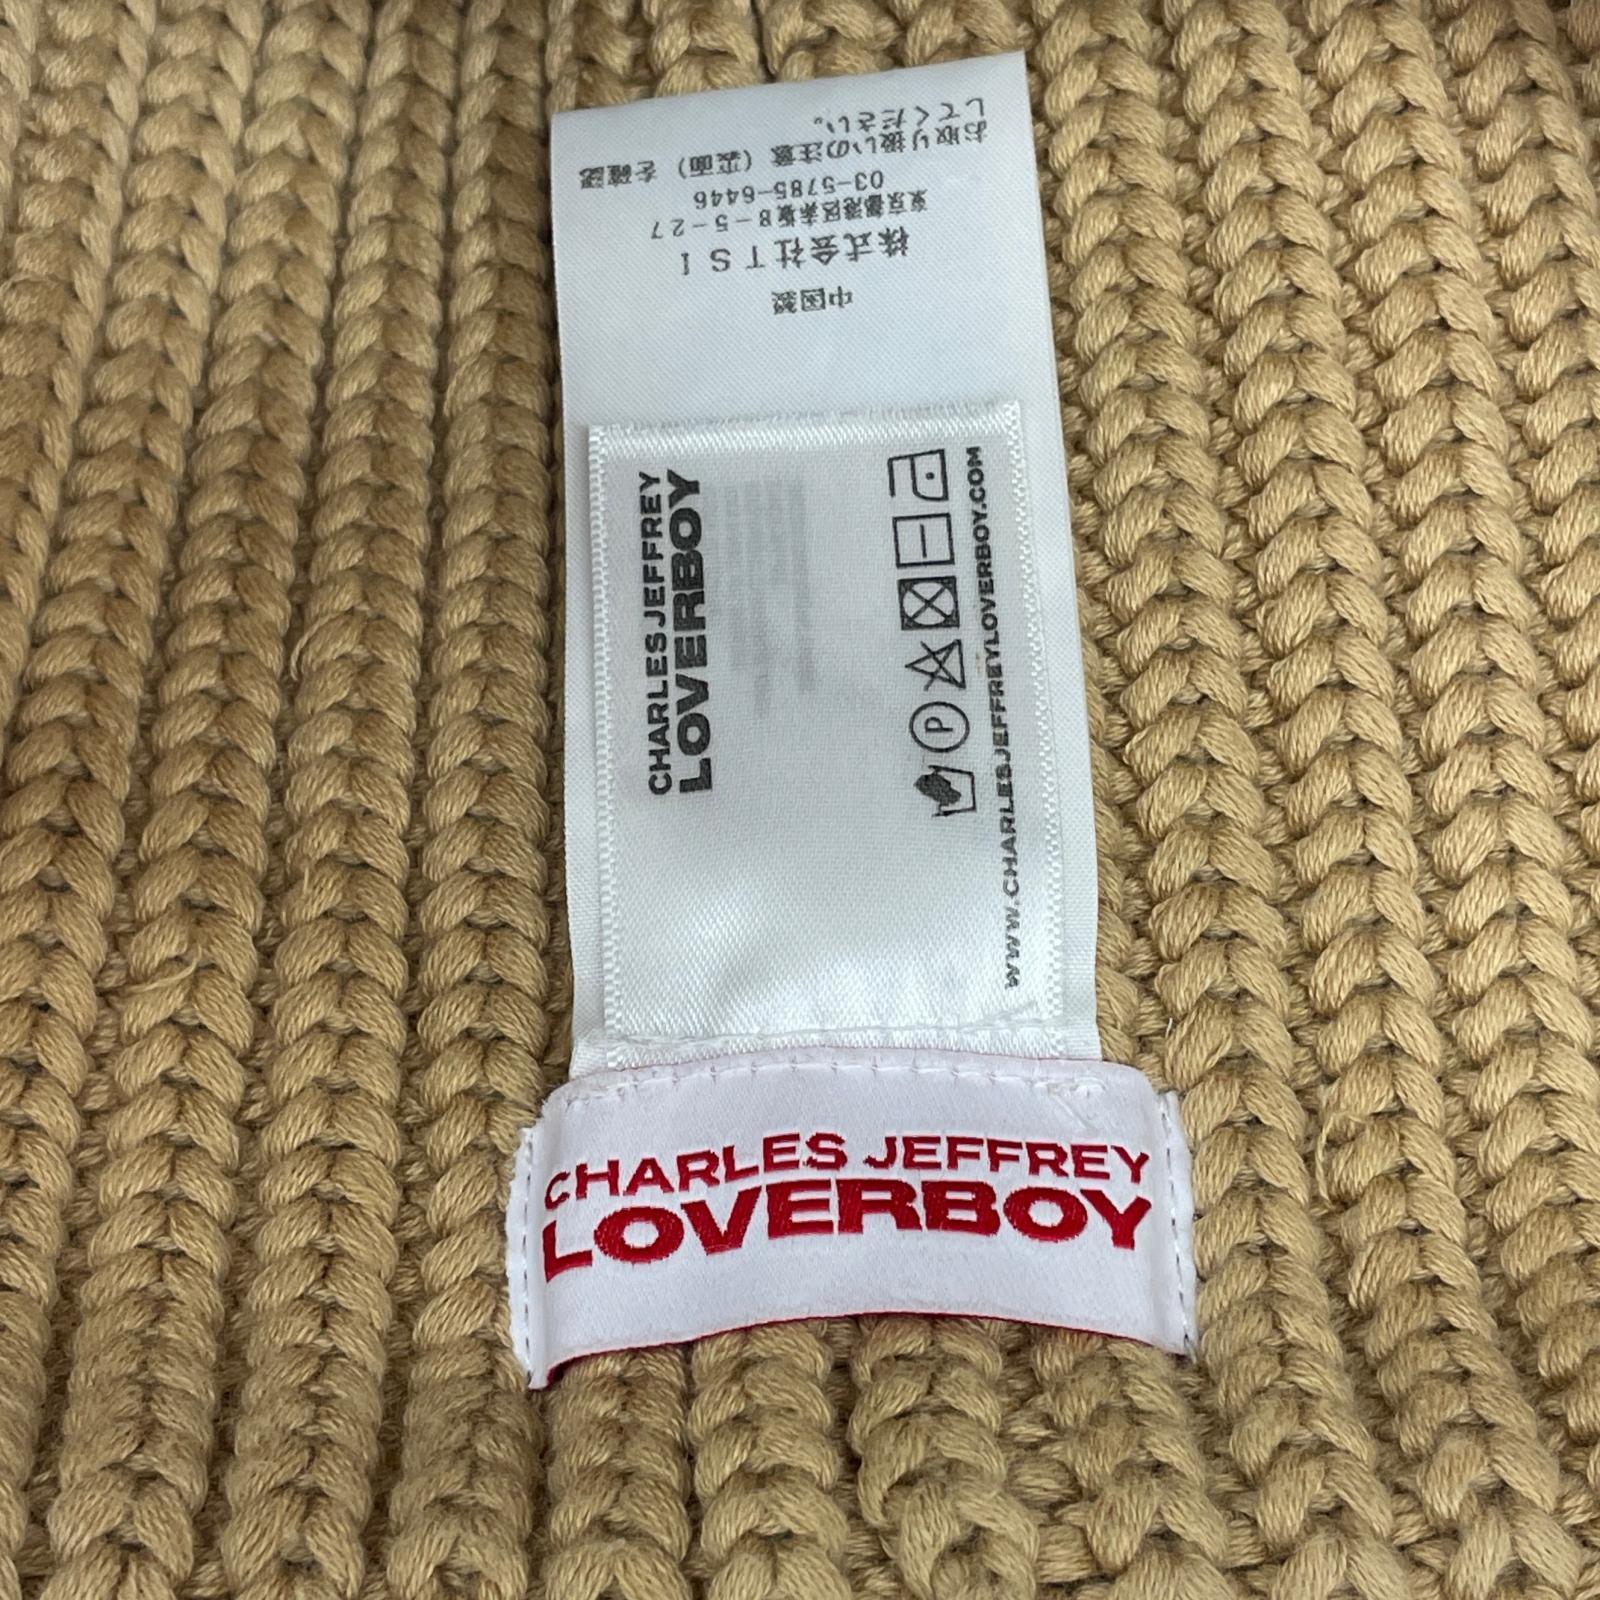 中国製
株式会社TSI
東京都港区赤坂8-5-27
03-5785-6446
お取り扱いの注意(裏面)を確認
してください。
CHARLES JEFFREY
LOVERBOY
P
WWW.CHARLESJEFFREYLOVERBOY.COM
CHARLES JEFFREY
LOVERBOY